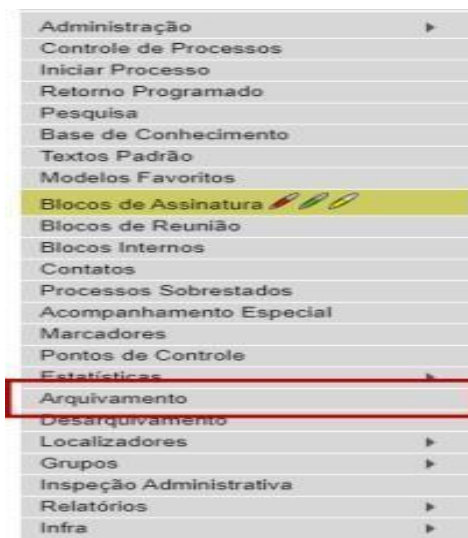 Administração
Controle de Processos
Iniciar Processo
Retorno Programado
Pesquisa
Base de Conhecimento
Textos Padrão
Modelos Favoritos
Blocos de Assinatura
Blocos de Reunião
Blocos Internos
Contatos
Processos Sobrestados
Acompanhamento Especial
Marcadores
Pontos de Controle
Estatísticas
Arquivamento
Desarquivamento
Localizadores
Grupos
Inspeção Administrativa
Relatórios
Infra